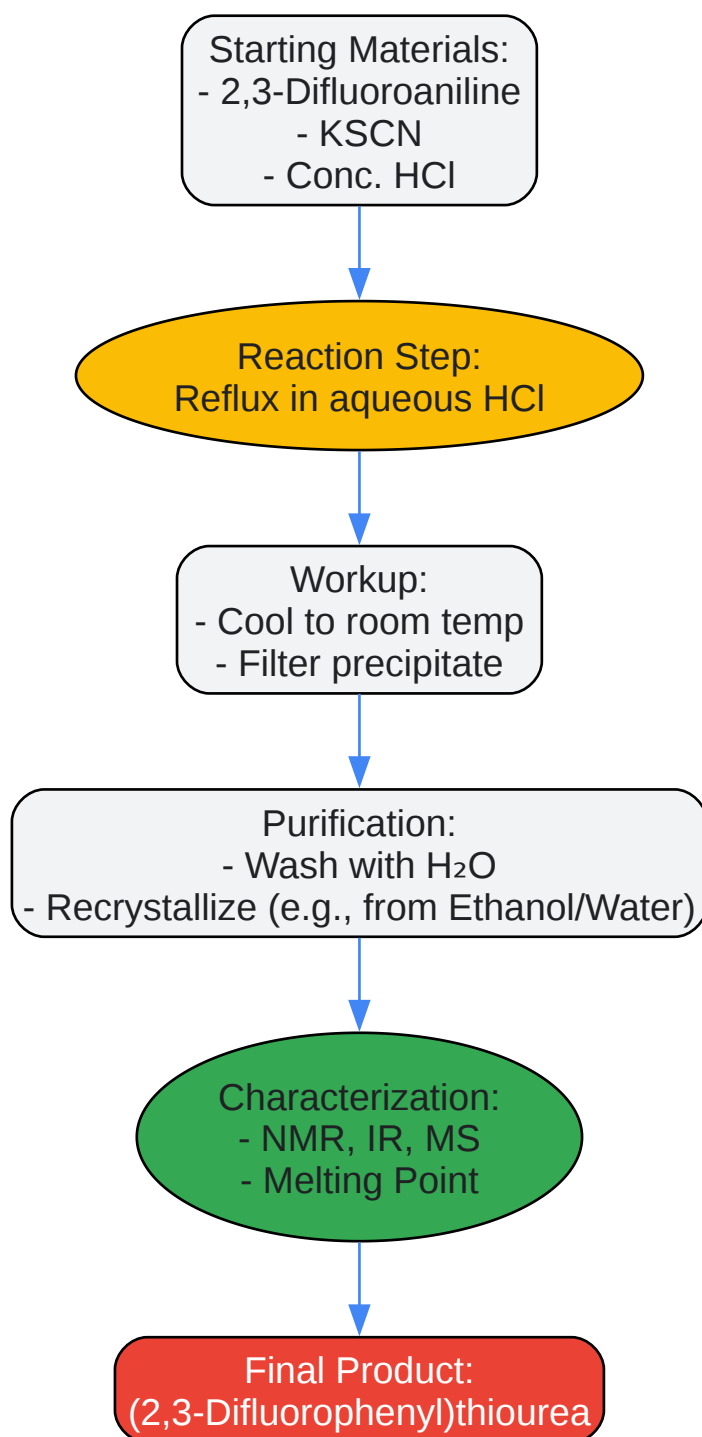 Starting Materials:
- 2,3-Difluoroaniline
- KSCN
- Conc. HCl
Reaction Step:
Reflux in aqueous HCl
Workup:
- Cool to room temp
- Filter precipitate
Purification:
- Wash with H₂O
- Recrystallize (e.g., from Ethanol/Water)
Characterization:
- NMR, IR, MS
- Melting Point
Final Product:
(2,3-Difluorophenyl)thiourea